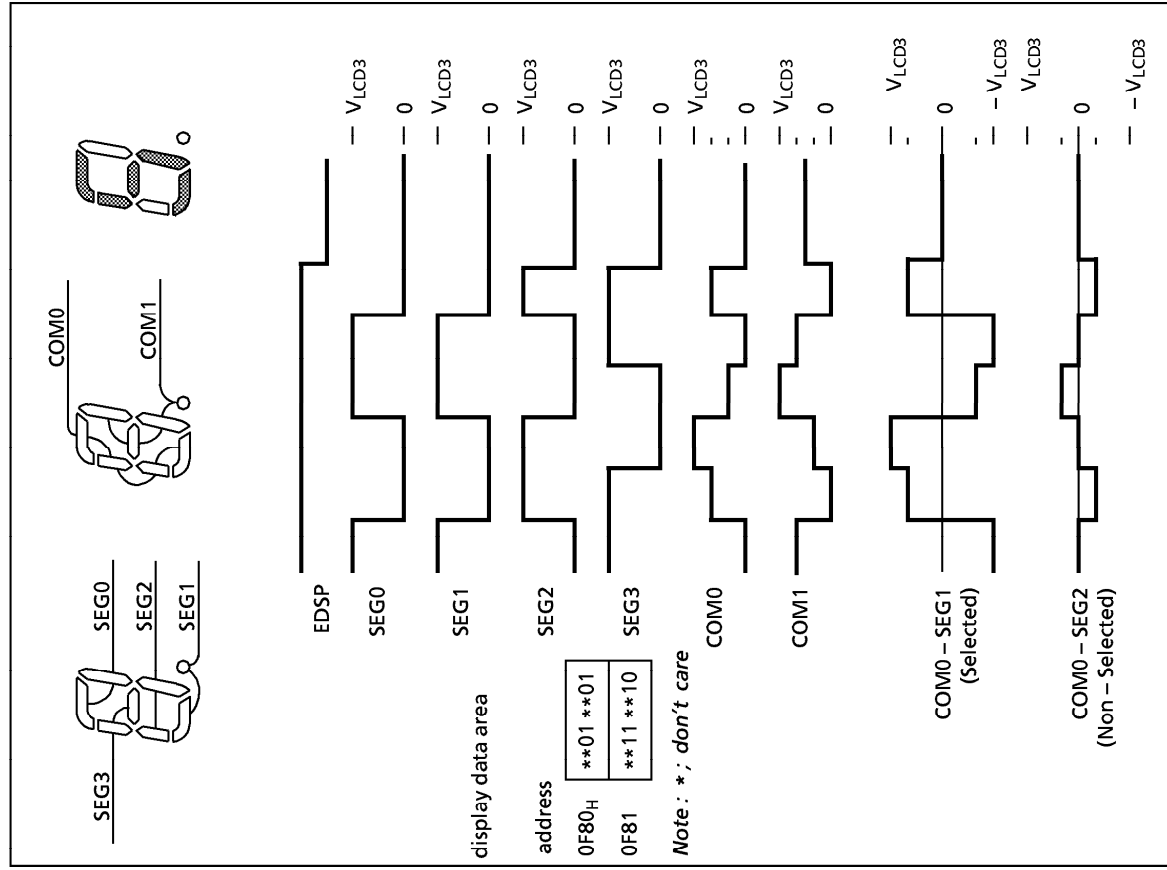 SEG3
SEG0
SEG2
SEG1
COM0
COM1
EDSP
SEG0
VLCD3
0
SEG1
VLCD3
0
SEG2
VLCD3
0
SEG3
VLCD3
0
COM0
VLCD3
0
COM1
VLCD3
0
display data area
address
0F80H **01 **01
0F81 **11 **10
Note : * ; don't care
COM0 – SEG1
(Selected)
VLCD3
0
– VLCD3
COM0 – SEG2
(Non – Selected)
VLCD3
0
– VLCD3